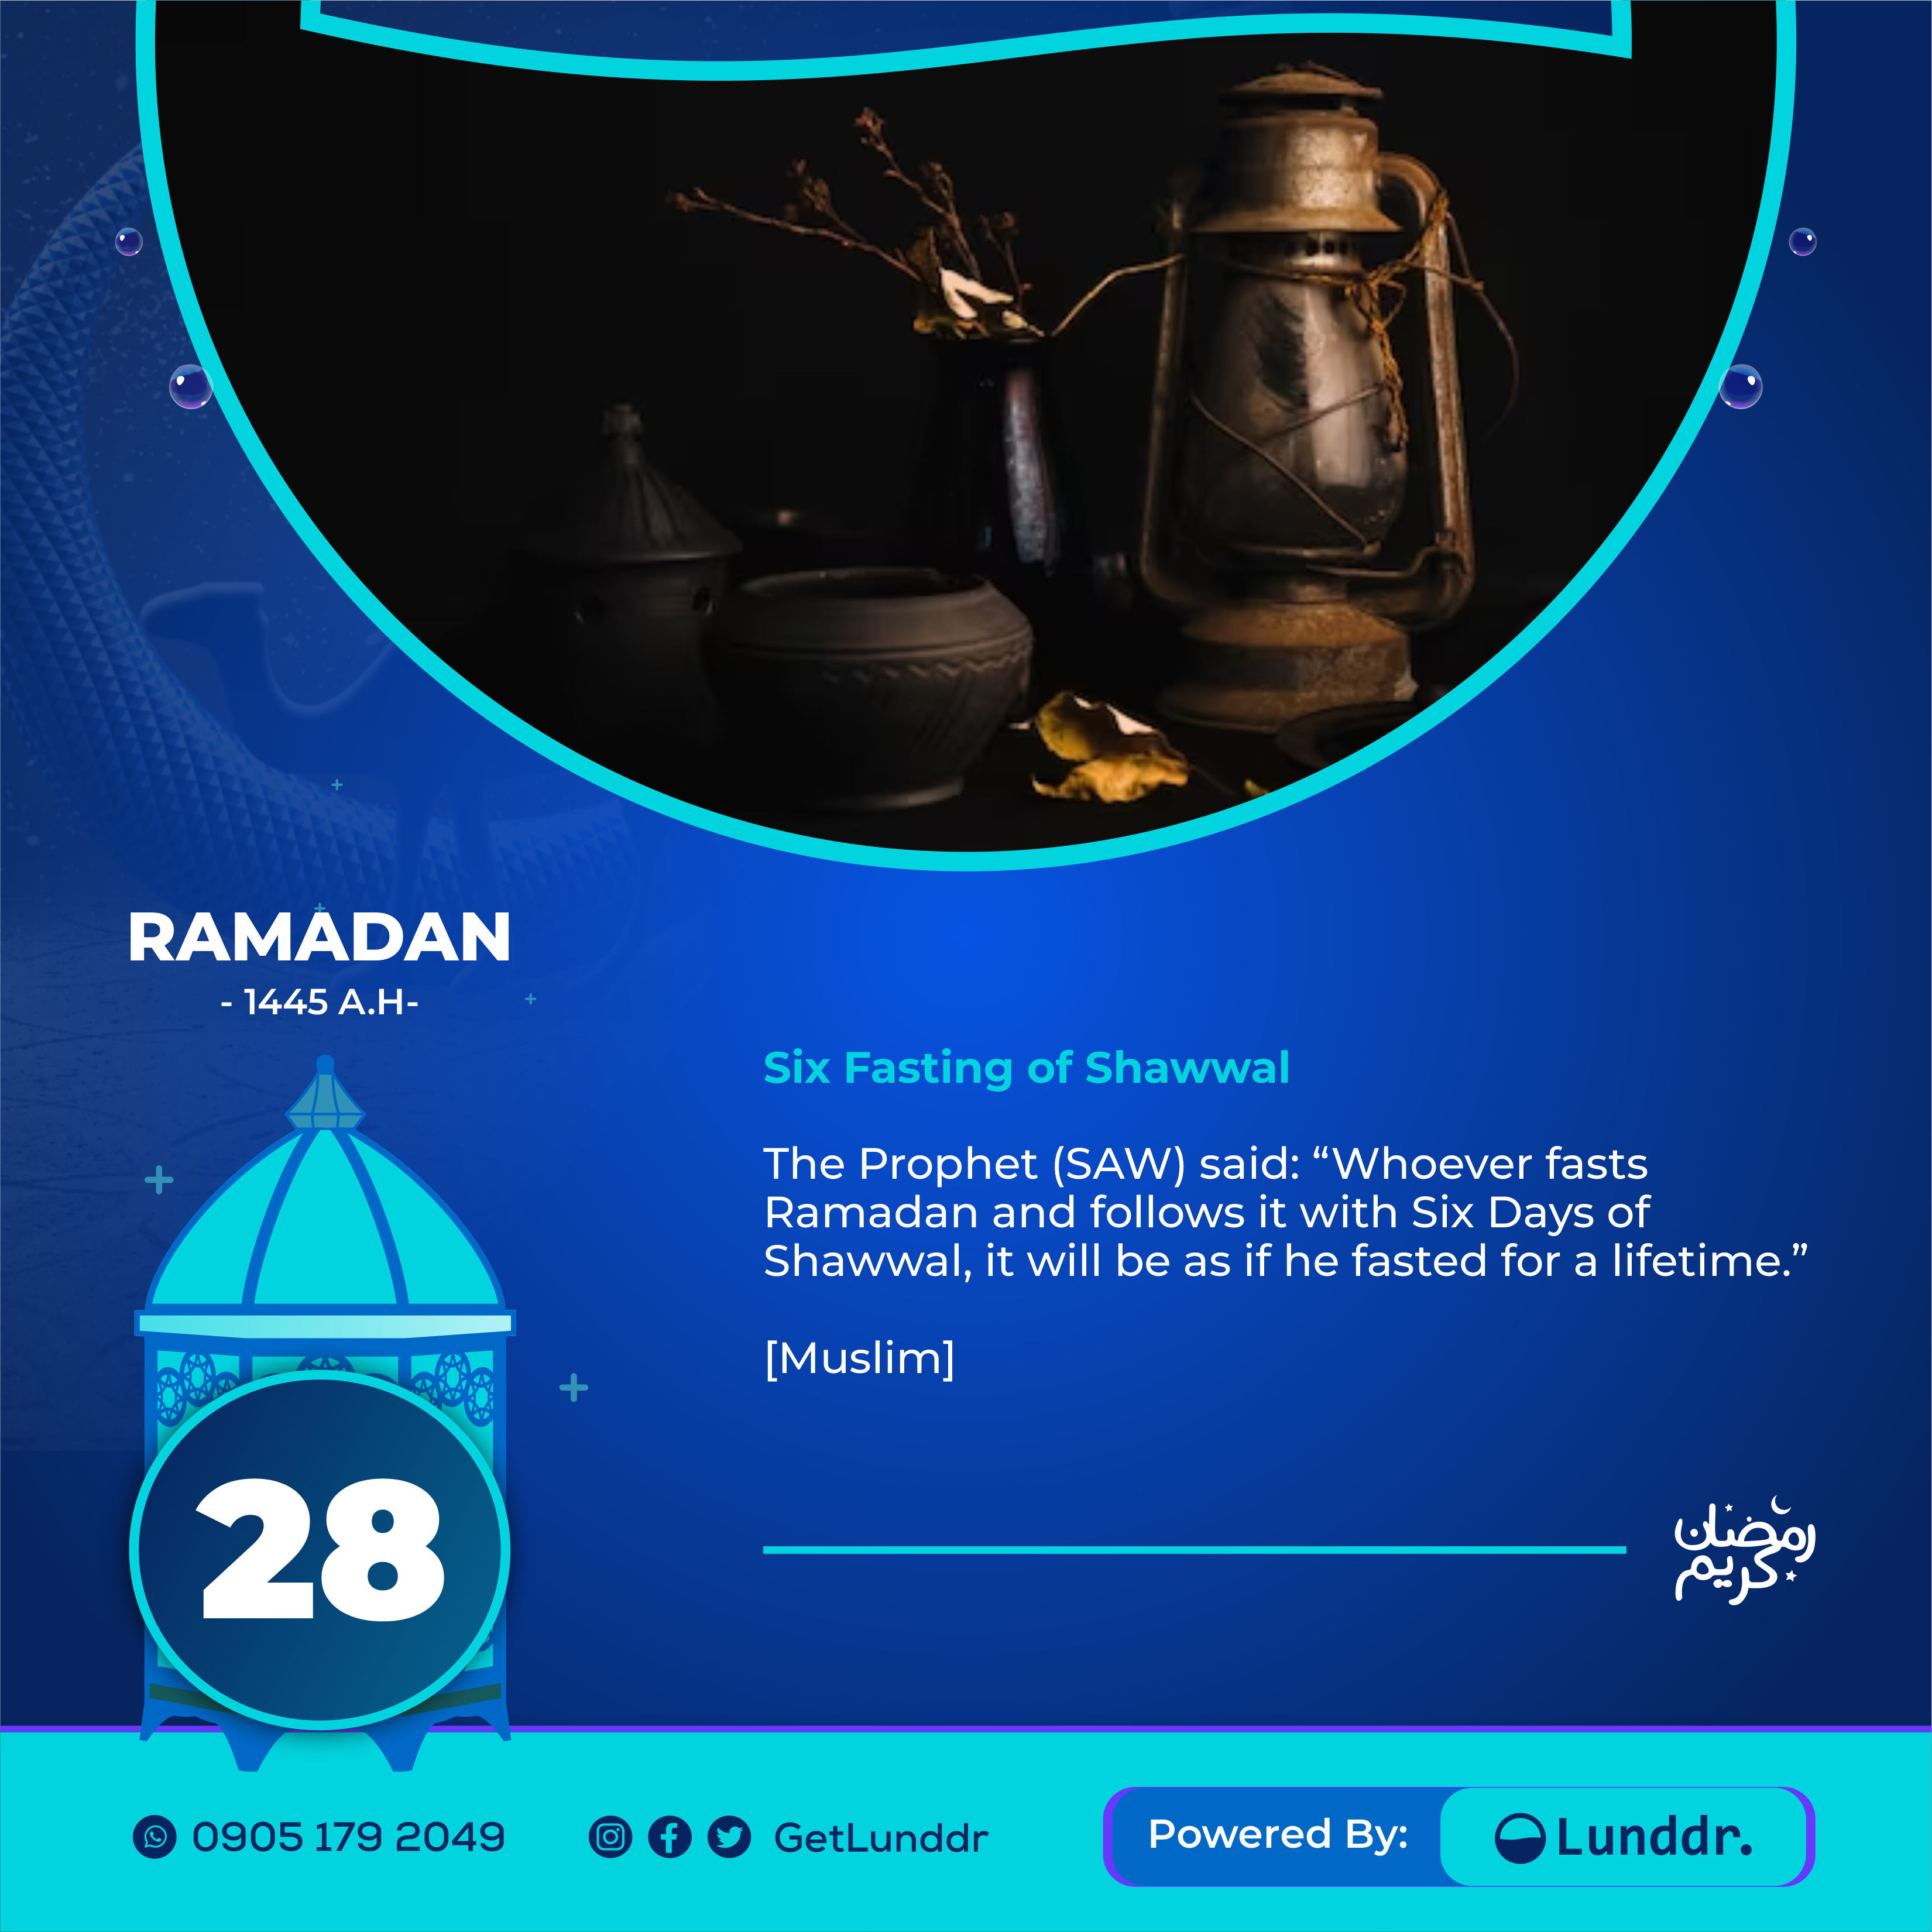 RAMADAN
- 1445 A.H-
Six Fasting of Shawwal
The Prophet (SAW) said: “Whoever fasts
Ramadan and follows it with Six Days of
Shawwal, it will be as if he fasted for a lifetime.”
[Muslim]
28
رمضان
كريم
0905 179 2049
GetLunddr
Powered By:
Lunddr.